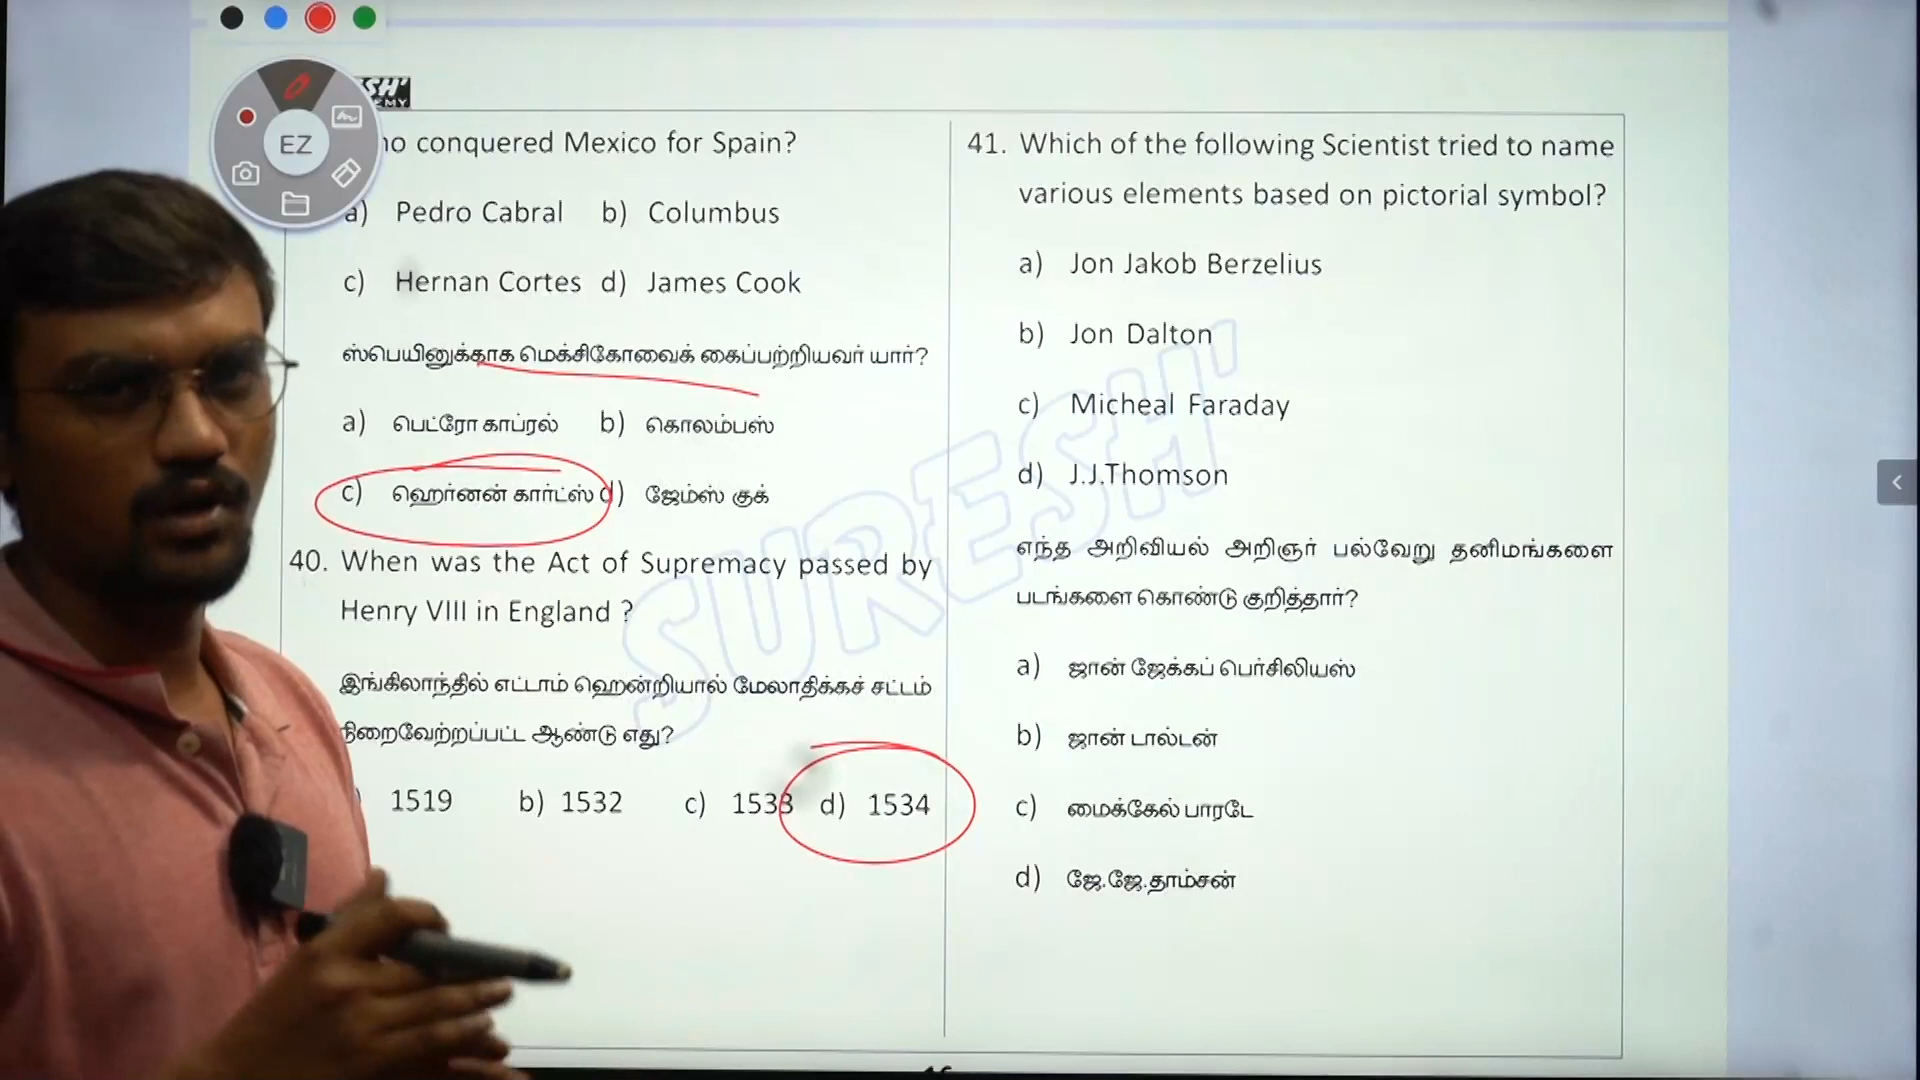 EZ
conquered Mexico for Spain?
a) Pedro Cabral b) Columbus
c) Hernan Cortes d) James Cook
ஸ்பெயினுக்காக மெக்சிகோவைக் கைப்பற்றியவர் யார்?
a) பெட்ரோ காப்ரல் b) கொலம்பஸ்
c) ஹெர்னன் கார்ட்ஸ் d) ஜேம்ஸ் குக்
40. When was the Act of Supremacy passed by
Henry VIII in England ?
இங்கிலாந்தில் எட்டாம் ஹென்றியால் மேலாதிக்கச் சட்டம்
நிறைவேற்றப்பட்ட ஆண்டு எது?
1519 b) 1532 c) 1533 d) 1534
41. Which of the following Scientist tried to name
various elements based on pictorial symbol?
a) Jon Jakob Berzelius
b) Jon Dalton
c) Micheal Faraday
d) J.J.Thomson
எந்த அறிவியல் அறிஞர் பல்வேறு தனிமங்களை
படங்களை கொண்டு குறித்தார்?
a) ஜான் ஜேக்கப் பெர்சிலியஸ்
b) ஜான் டால்டன்
c) மைக்கேல் பாரடே
d) ஜே.ஜே.தாம்சன்
SURESH'